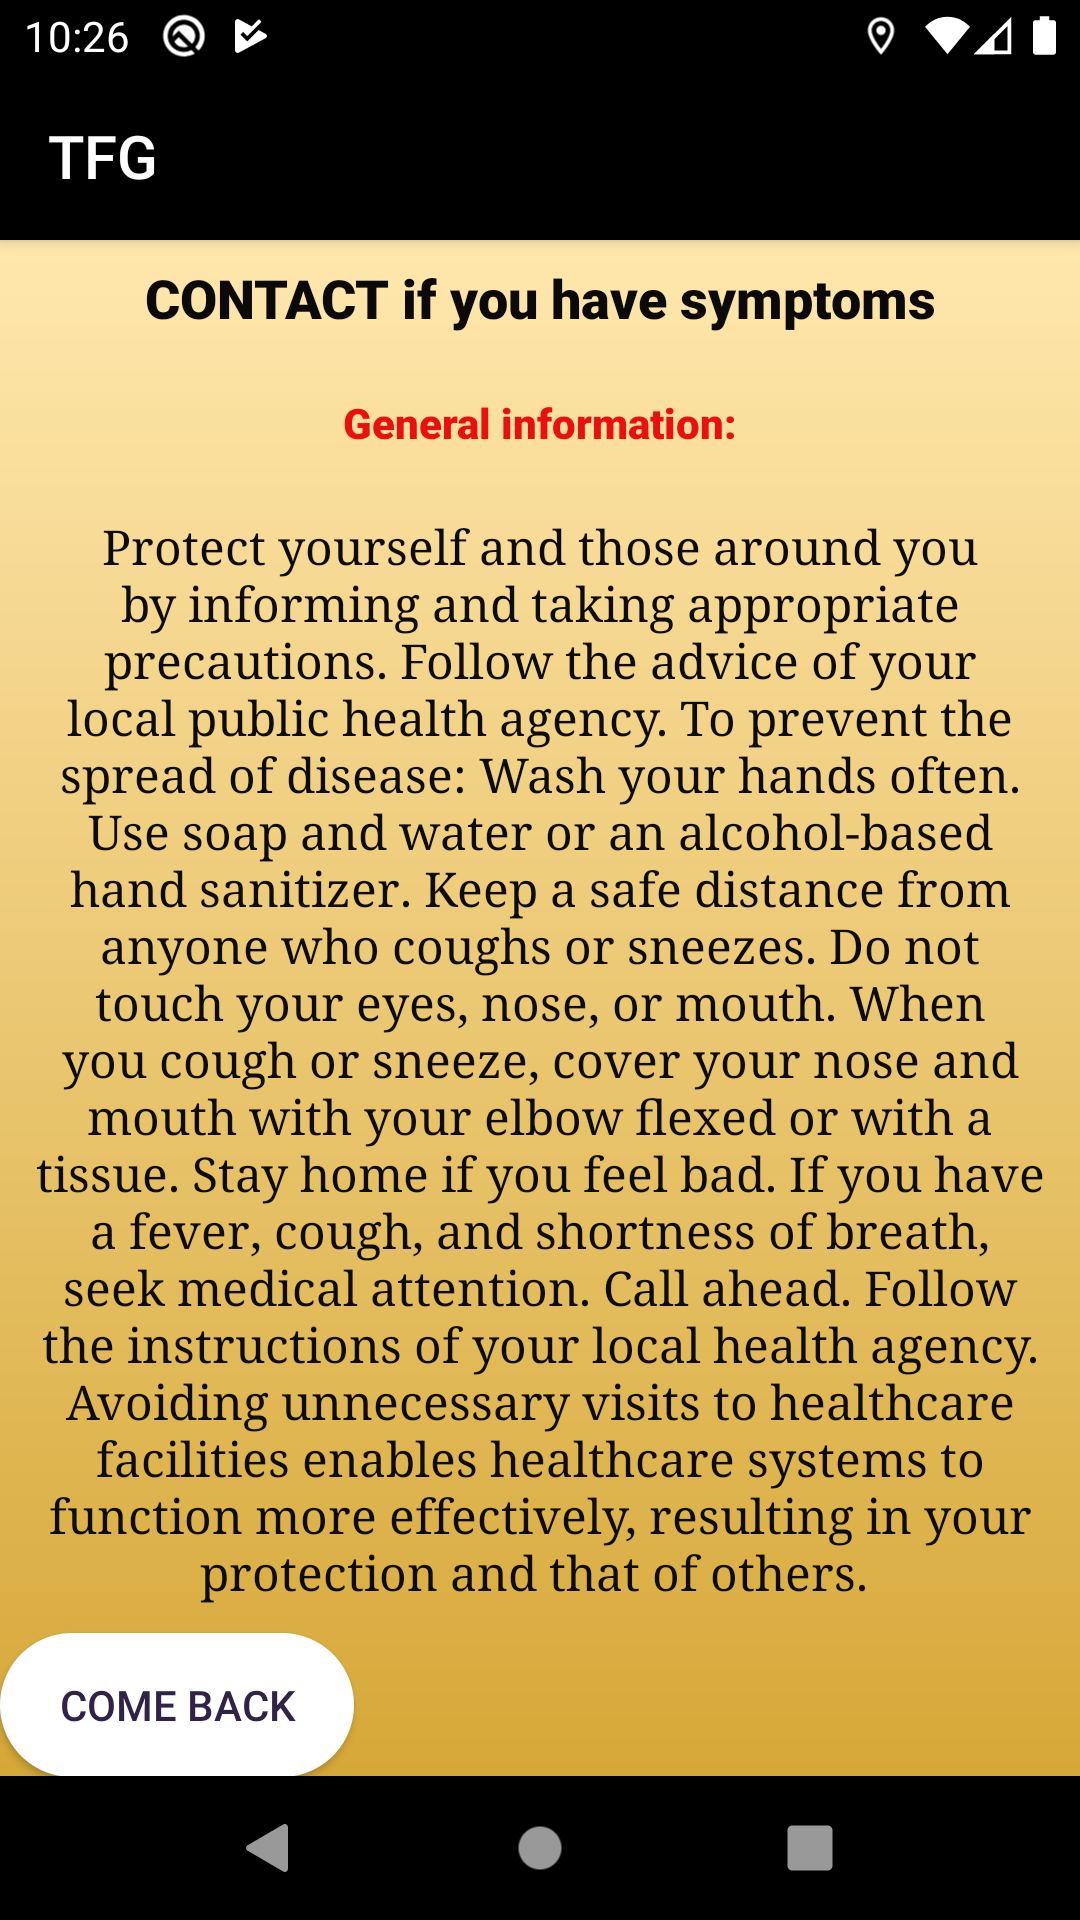 10:26
TFG
CONTACT if you have symptoms
General information:
Protect yourself and those around you
by informing and taking appropriate
precautions. Follow the advice of your
local public health agency. To prevent the
spread of disease: Wash your hands often.
Use soap and water or an alcohol-based
hand sanitizer. Keep a safe distance from
anyone who coughs or sneezes. Do not
touch your eyes, nose, or mouth. When
you cough or sneeze, cover your nose and
mouth with your elbow flexed or with a
tissue. Stay home if you feel bad. If you have
a fever, cough, and shortness of breath,
seek medical attention. Call ahead. Follow
the instructions of your local health agency.
Avoiding unnecessary visits to healthcare
facilities enables healthcare systems to
function more effectively, resulting in your
protection and that of others.
COME BACK